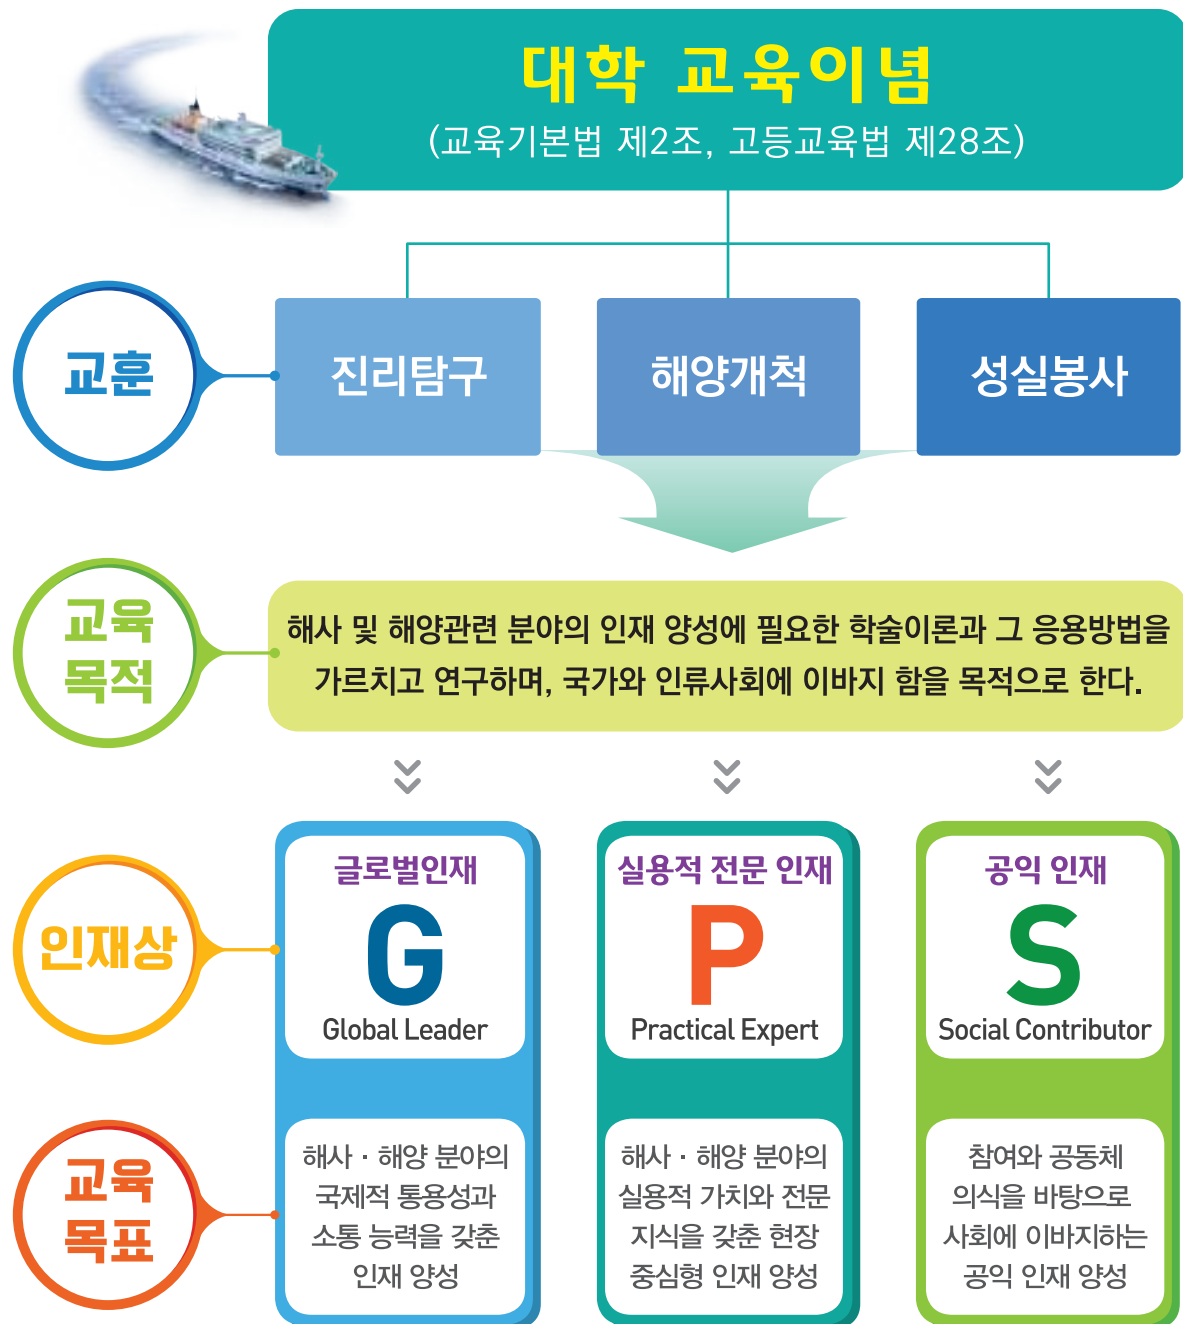 대학 교육이념
(교육기본법 제2조, 고등교육법 제28조)
교훈
진리탐구
해양개척
성실봉사
교육
목적
해사 및 해양관련 분야의 인재 양성에 필요한 학술이론과 그 응용방법을
가르치고 연구하며, 국가와 인류사회에 이바지 함을 목적으로 한다.
인재상
글로벌인재
G
Global Leader
실용적 전문 인재
P
Practical Expert
공익 인재
S
Social Contributor
교육
목표
해사 · 해양 분야의
국제적 통용성과
소통 능력을 갖춘
인재 양성
해사 · 해양 분야의
실용적 가치와 전문
지식을 갖춘 현장
중심형 인재 양성
참여와 공동체
의식을 바탕으로
사회에 이바지하는
공익 인재 양성